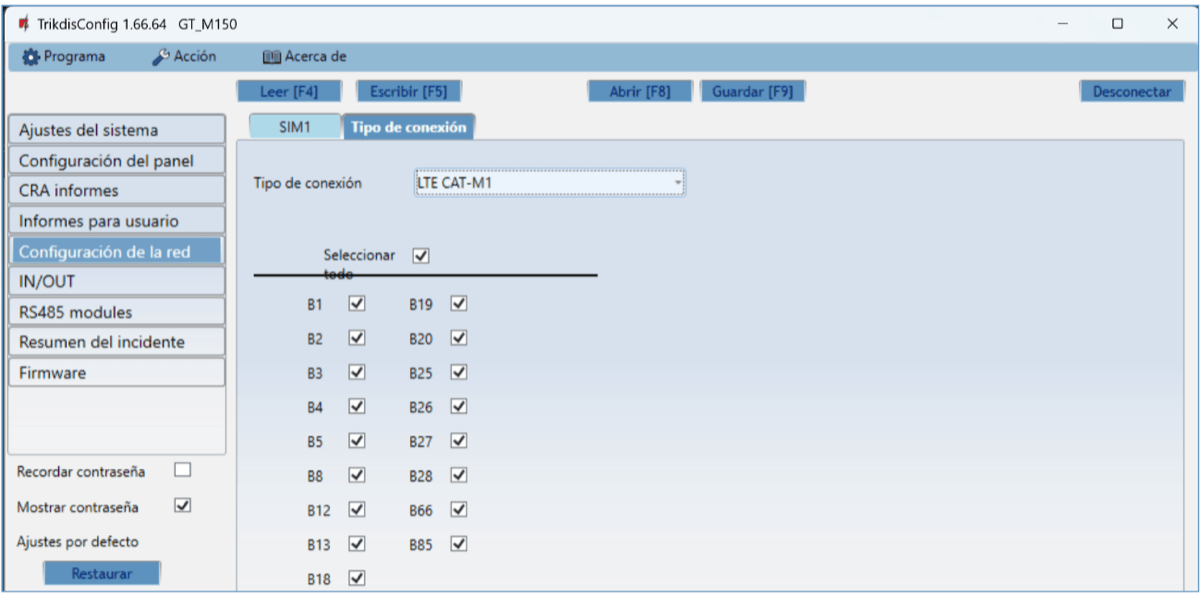 TrikdisConfig 1.66.64 GT_M150
Programa Acción Acerca de
Leer [F4] Escribir [F5] Abrir [F8] Guardar [F9] Desconectar
Ajustes del sistema
Configuración del panel
CRA informes
Informes para usuario
Configuración de la red
IN/OUT
RS485 modules
Resumen del incidente
Firmware
Recordar contraseña
Mostrar contraseña
Ajustes por defecto
Restaurar
SIM1 Tipo de conexión
Tipo de conexión LTE CAT-M1
Seleccionar
todo
B1 B19
B2 B20
B3 B25
B4 B26
B5 B27
B8 B28
B12 B66
B13 B85
B18